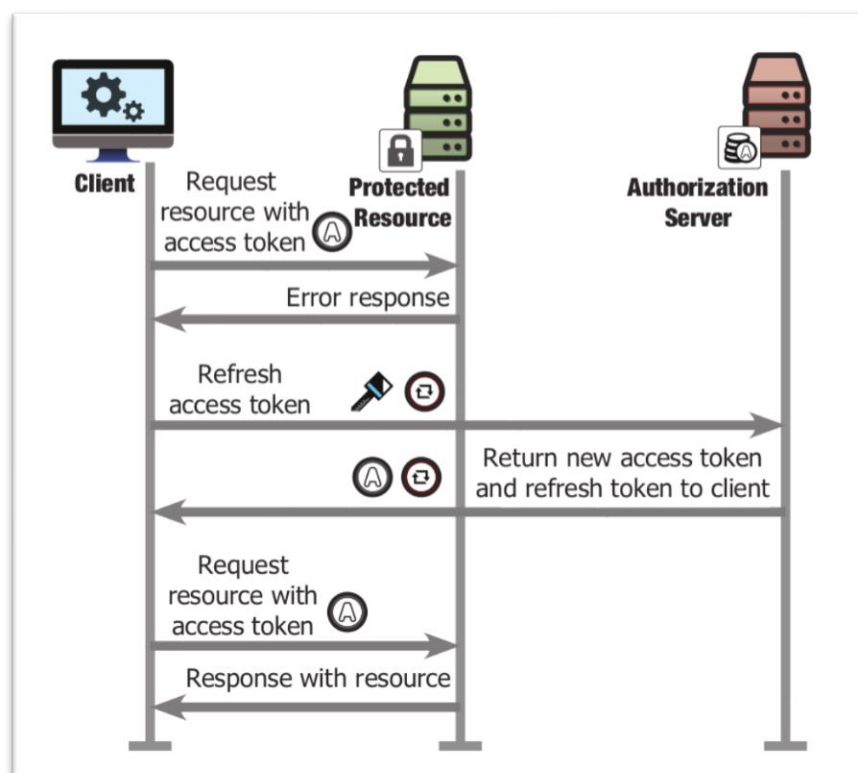 Client
Protected
Resource
Authorization
Server
Request
resource with
access token
A
Error response
Refresh
access token
Return new access token
and refresh token to client
A
Request
resource with
access token
A
Response with resource
A